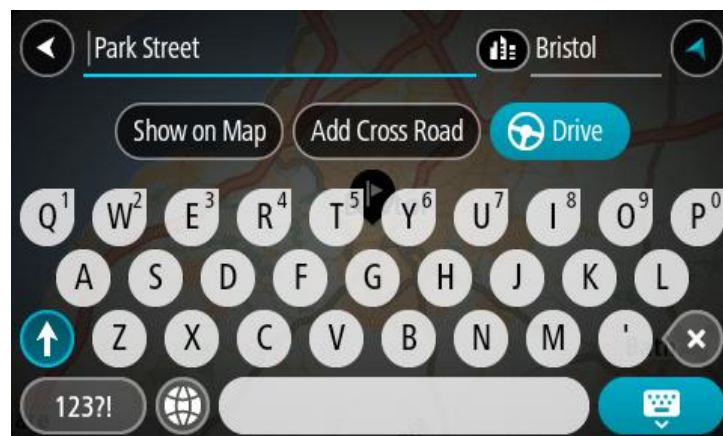 Park Street Bristol
Show on Map Add Cross Road Drive
Q1 W2 E3 R4 T5 Y6 U7 I8 O9 P0
A S D F G H J K L
Z X C V B N M '
123?!